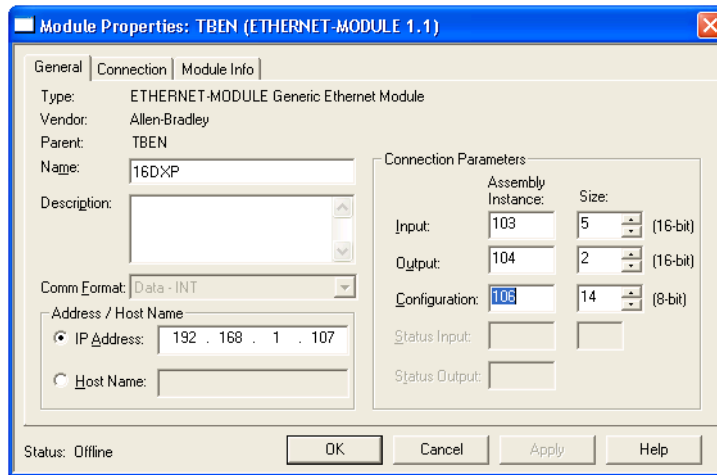 Module Properties: TBEN (ETHERNET-MODULE 1.1)
General Connection Module Info
Type: ETHERNET-MODULE Generic Ethernet Module
Vendor: Allen-Bradley
Parent: TBEN
Name: 16DXP
Description:
Comm Format: Data - INT
Address / Host Name
IP Address: 192 . 168 . 1 . 107
Host Name:
Connection Parameters
Assembly Instance: Size:
Input: 103 5 (16-bit)
Output: 104 2 (16-bit)
Configuration: 106 14 (8-bit)
Status Input:
Status Output:
Status: Offline OK Cancel Apply Help